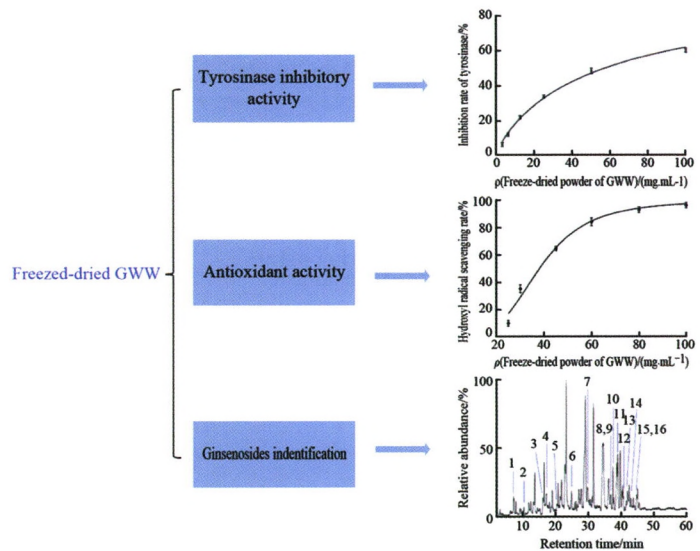 Freezed-dried GWW
Tyrosinase inhibitory
activity
Antioxidant activity
Ginsenosides indentification
Inhibition rate of tyrosinase/%
80
60
40
20
0
0 20 40 60 80 100
ρ(Freeze-dried powder of GWW)/(mg.mL-1)
Hydroxyl radical scavenging rate/%
100
80
60
40
20
0
20 40 60 80 100
ρ(Freeze-dried powder of GWW)/(mg·mL⁻¹)
Relative abundance/%
100
50
0
1 2 3 4 5 6 7 8,9 10 11 12 13 14 15,16
10 20 30 40 50 60
Retention time/min